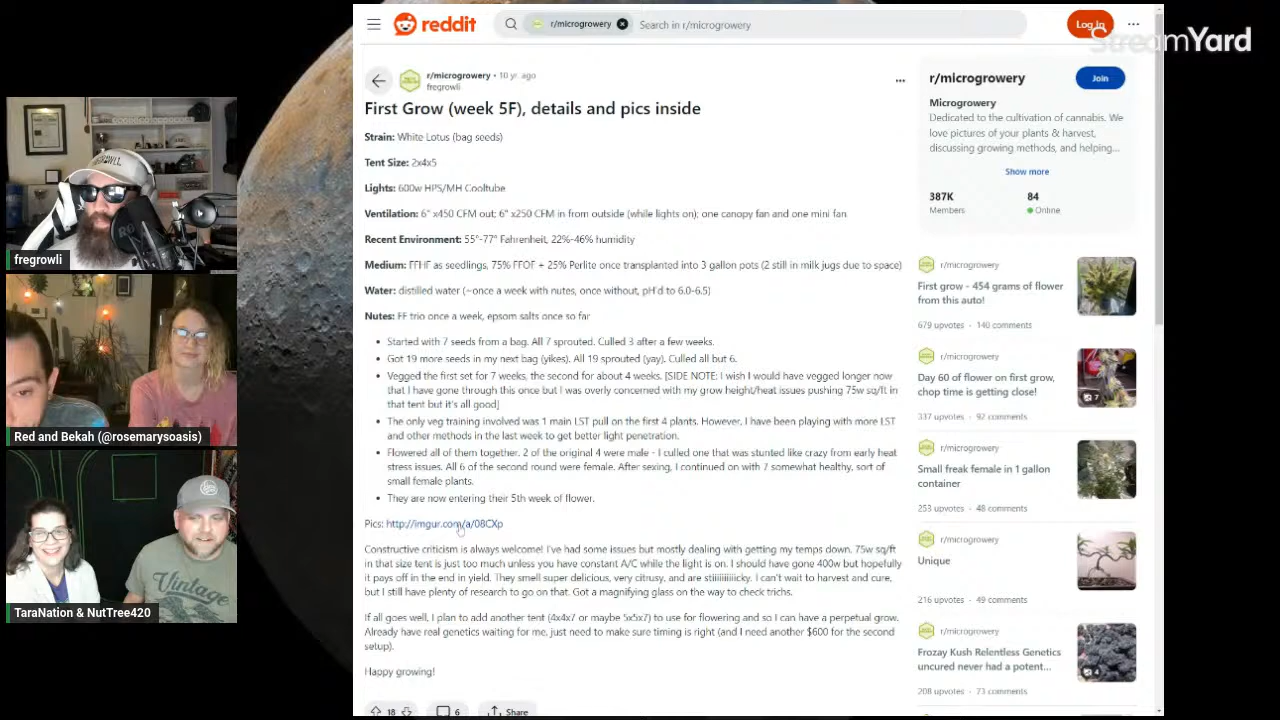 reddit
r/microgrowery
Search in r/microgrowery
Log In
StreamYard
r/microgrowery • 10 yr. ago
fregrowli
First Grow (week 5F), details and pics inside
Strain: White Lotus (bag seeds)
Tent Size: 2x4x5
Lights: 600w HPS/MH Cooltube
Ventilation: 6" x450 CFM out; 6" x250 CFM in from outside (while lights on); one canopy fan and one mini fan
Recent Environment: 55°-77° Fahrenheit, 22%-46% humidity
Medium: FFHF as seedlings, 75% FFOF + 25% Perlite once transplanted into 3 gallon pots (2 still in milk jugs due to space)
Water: distilled water (~once a week with nutes, once without, pH'd to 6.0-6.5)
Nutes: FF trio once a week, epsom salts once so far
• Started with 7 seeds from a bag. All 7 sprouted. Culled 3 after a few weeks.
• Got 19 more seeds in my next bag (yikes). All 19 sprouted (yay). Culled all but 6.
• Vegged the first set for 7 weeks, the second for about 4 weeks. [SIDE NOTE: I wish I would have vegged longer now
that I have gone through this once but I was overly concerned with my grow height/heat issues pushing 75w sq/ft in
that tent but it's all good]
• The only veg training involved was 1 main LST pull on the first 4 plants. However, I have been playing with more LST
and other methods in the last week to get better light penetration.
• Flowered all of them together. 2 of the original 4 were male - I culled one that was stunted like crazy from early heat
stress issues. All 6 of the second round were female. After sexing, I continued on with 7 somewhat healthy, sort of
small female plants.
• They are now entering their 5th week of flower.
Pics: http://imgur.com/a/08CXp
Constructive criticism is always welcome! I've had some issues but mostly dealing with getting my temps down. 75w sq/ft
in that size tent is just too much unless you have constant A/C while the light is on. I should have gone 400w but hopefully
it pays off in the end in yield. They smell super delicious, very citrusy, and are stiiiiiiiicky. I can't wait to harvest and cure,
but I still have plenty of research to go on that. Got a magnifying glass on the way to check trichs.
If all goes well, I plan to add another tent (4x4x7 or maybe 5x5x7) to use for flowering and so I can have a perpetual grow.
Already have real genetics waiting for me, just need to make sure timing is right (and I need another $600 for the second
setup).
Happy growing!
18
6
Share
r/microgrowery
Join
Microgrowery
Dedicated to the cultivation of cannabis. We
love pictures of your plants & harvest,
discussing growing methods, and helping...
Show more
387K
84
Members
Online
r/microgrowery
First grow - 454 grams of flower
from this auto!
679 upvotes • 140 comments
r/microgrowery
Day 60 of flower on first grow,
chop time is getting close!
7
337 upvotes • 92 comments
r/microgrowery
Small freak female in 1 gallon
container
253 upvotes • 48 comments
r/microgrowery
Unique
216 upvotes • 49 comments
r/microgrowery
Frozay Kush Relentless Genetics
uncured never had a potent...
4
208 upvotes • 73 comments
fregrowli
Red and Bekah (@rosemarysoasis)
Vintage
TaraNation & NutTree420